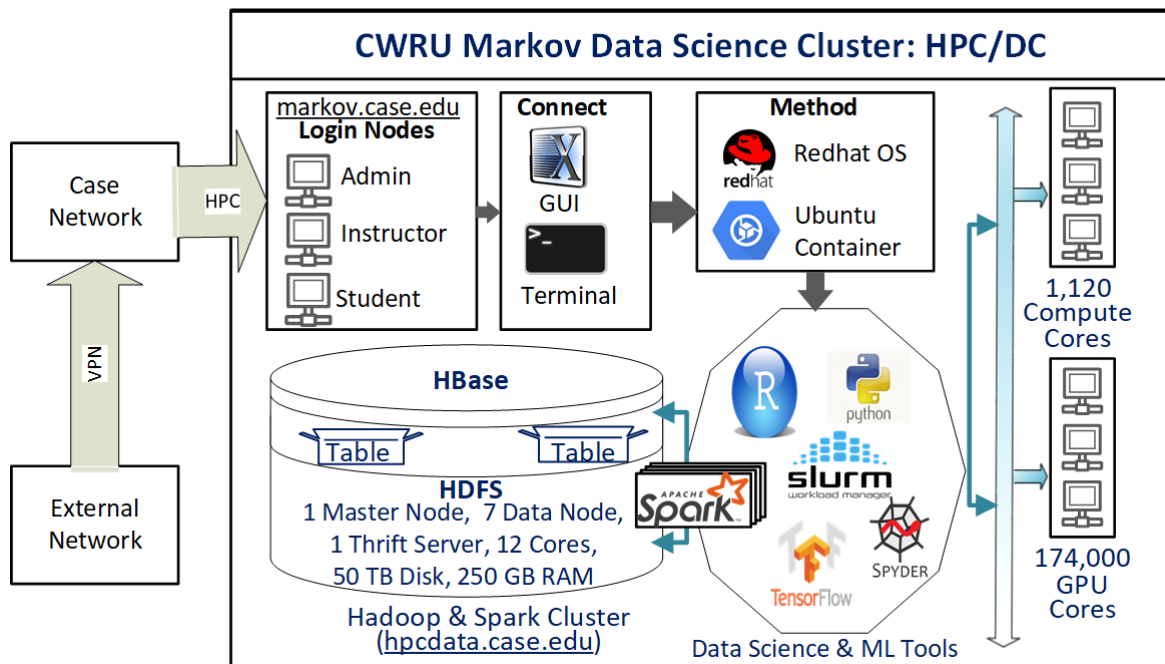 CWRU Markov Data Science Cluster: HPC/DC
Case
Network
HPC
VPN
External
Network
markov.case.edu
Login Nodes
Admin
Instructor
Student
Connect
X
GUI
>_
Terminal
Method
redhat
Redhat OS
Ubuntu
Container
R
python
slurm
workload manager
SPYDER
TensorFlow
Data Science & ML Tools
HBase
Table
Table
HDFS
1 Master Node, 7 Data Node,
1 Thrift Server, 12 Cores,
50 TB Disk, 250 GB RAM
APACHE
Spark™
Hadoop & Spark Cluster
(hpcdata.case.edu)
1,120
Compute
Cores
174,000
GPU
Cores